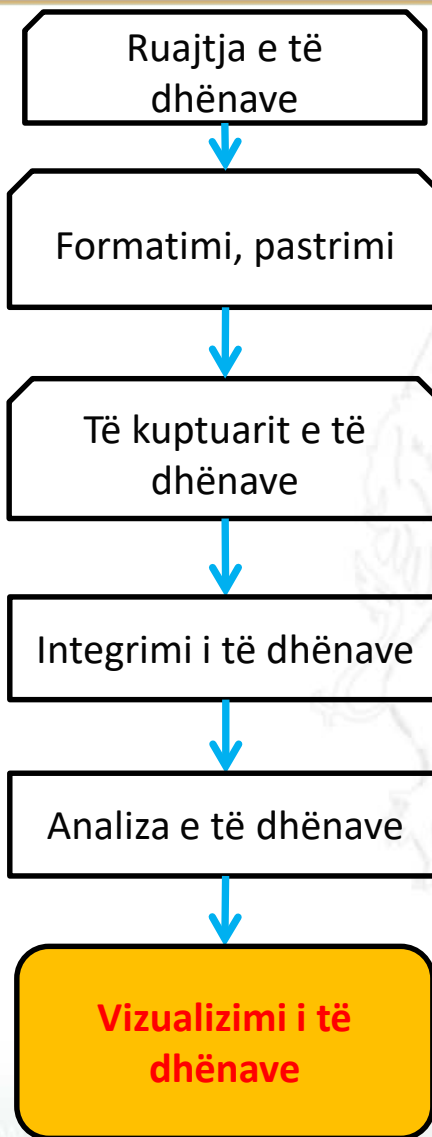 Ruajtja e të
dhënave
Formatimi, pastrimi
Të kuptuarit e të
dhënave
Integrimi i të dhënave
Analiza e të dhënave
Vizualizimi i të
dhënave